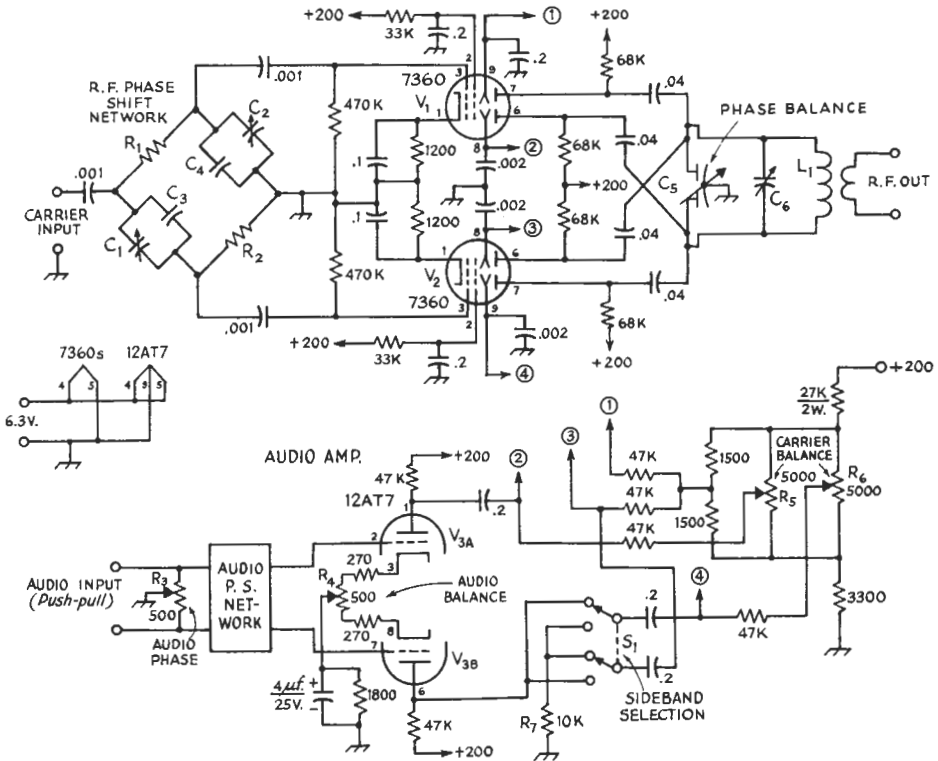 +200
33K
.2
①
.2
+200
68K
2
3
9
7360
7
.04
.001
R.F. PHASE
SHIFT
NETWORK
C2
470K
V1
1
6
PHASE BALANCE
R1
C4
1200
8
②
.04
68K
.1
.002
.001
C3
+200
C5
C6
L1
R.F. OUT
CARRIER
INPUT
.1
1200
.002
68K
C1
R2
8
③
.04
470K
1
6
V2
7
7360
.04
3
9
.001
2
.002
68K
+200
33K
.2
④
+200
7360s
12AT7
4
5
4
9
5
6.3V.
+200
27K
2W.
①
③
AUDIO AMP.
+200
②
47K
1500
CARRIER
BALANCE
R6
47K
5000
5000
12AT7
1
.2
47K
R5
1500
2
V3A
47K
270
3
④
AUDIO INPUT
(Push-pull)
R3
500
AUDIO
P.S.
NET-
WORK
R4
500
AUDIO
BALANCE
.2
3300
270
8
S1
47K
AUDIO
PHASE
7
V3B
.2
4µf.
25V.
+
−
1800
6
SIDEBAND
SELECTION
47K
R7
10K
+200